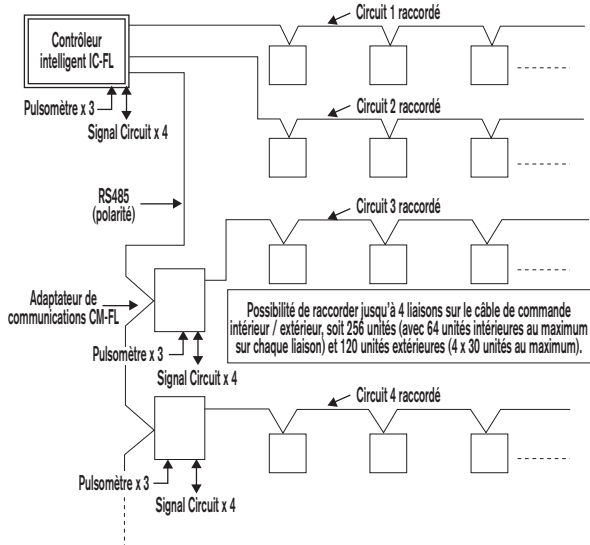 Circuit 1 raccordé
Contrôleur
intelligent IC-FL
Pulsomètre x 3
Signal Circuit x 4
Circuit 2 raccordé
RS485
(polarité)
Circuit 3 raccordé
Adaptateur de
communications CM-FL
Possibilité de raccorder jusqu'à 4 liaisons sur le câble de commande
intérieur / extérieur, soit 256 unités (avec 64 unités intérieures au maximum
sur chaque liaison) et 120 unités extérieures (4 x 30 unités au maximum).
Pulsomètre x 3
Signal Circuit x 4
Circuit 4 raccordé
Pulsomètre x 3
Signal Circuit x 4